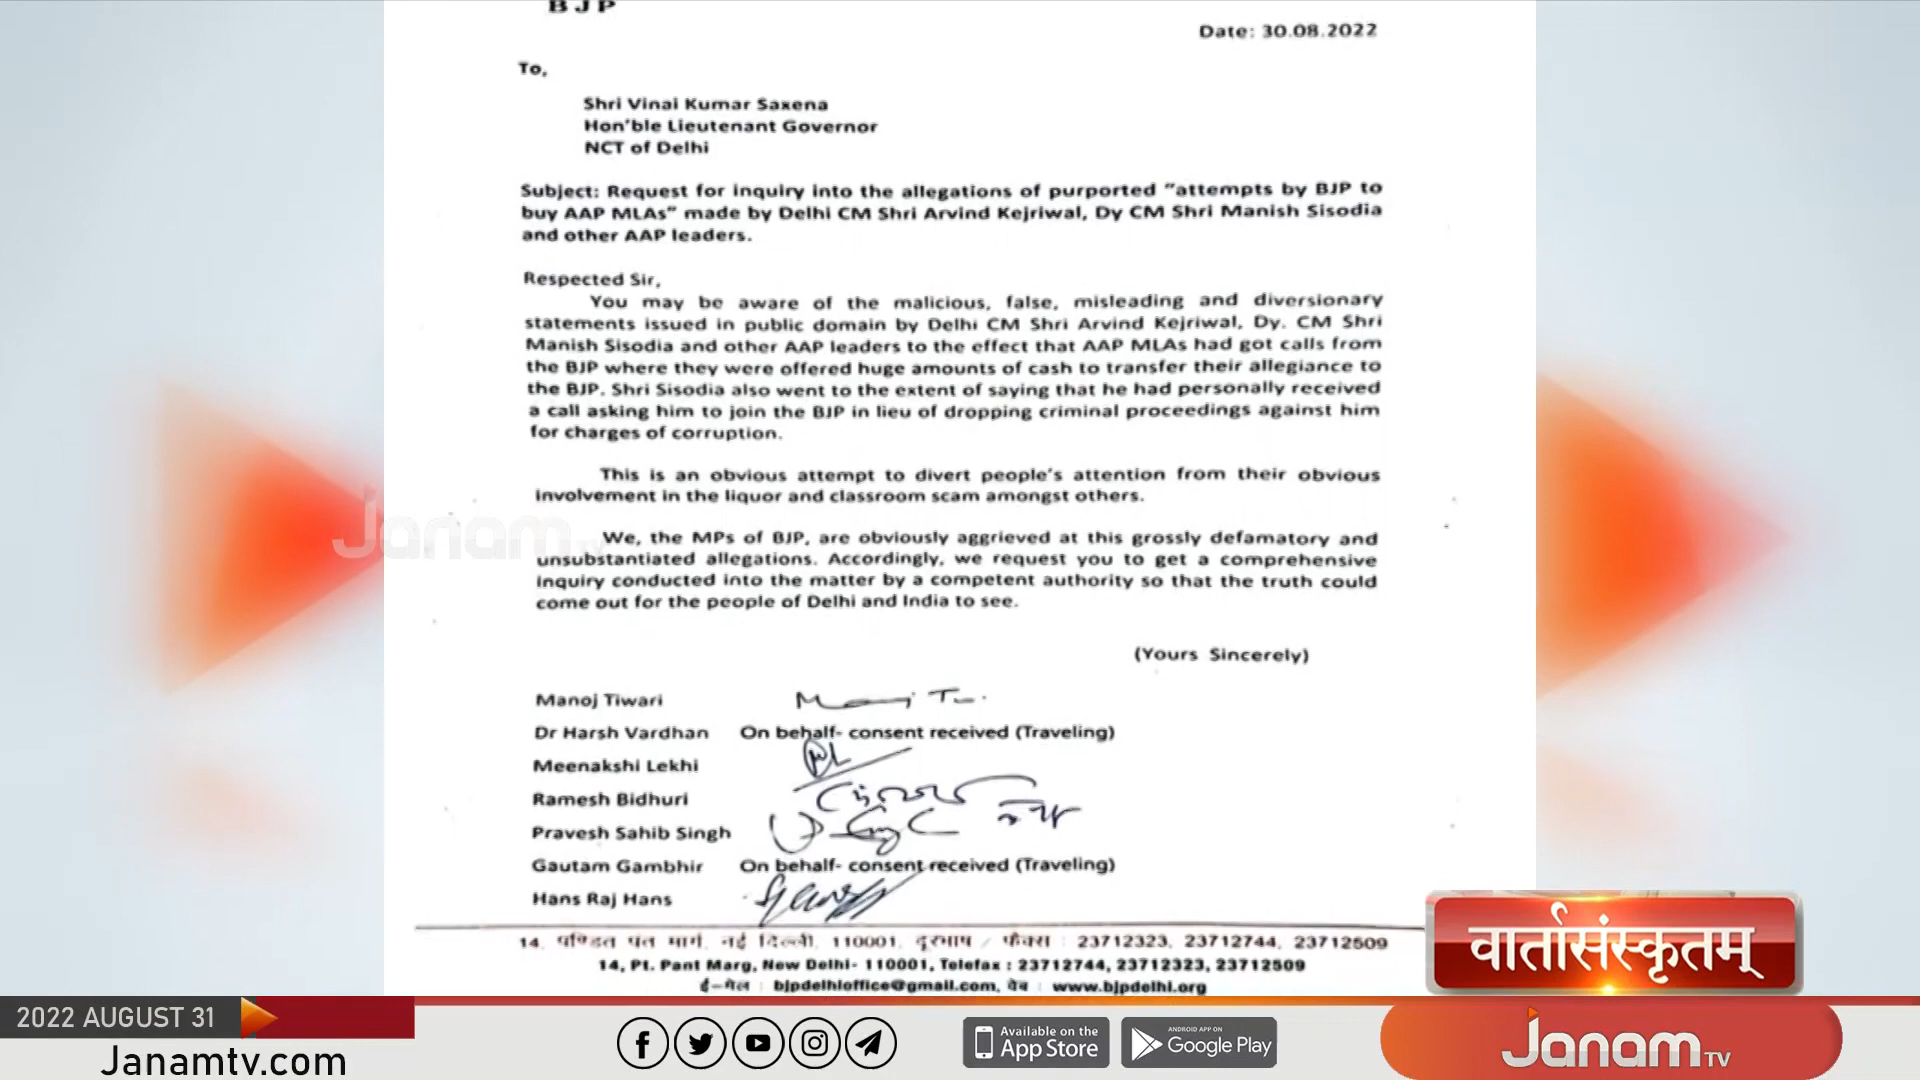 BJP
Date: 30.08.2022
To,
Shri Vinai Kumar Saxena
Hon'ble Lieutenant Governor
NCT of Delhi
Subject: Request for inquiry into the allegations of purported "attempts by BJP to
buy AAP MLAs" made by Delhi CM Shri Arvind Kejriwal, Dy CM Shri Manish Sisodia
and other AAP leaders.
Respected Sir,
You may be aware of the malicious, false, misleading and diversionary
statements issued in public domain by Delhi CM Shri Arvind Kejriwal, Dy. CM Shri
Manish Sisodia and other AAP leaders to the effect that AAP MLAs had got calls from
the BJP where they were offered huge amounts of cash to transfer their allegiance to
the BJP. Shri Sisodia also went to the extent of saying that he had personally received
a call asking him to join the BJP in lieu of dropping criminal proceedings against him
for charges of corruption.
This is an obvious attempt to divert people's attention from their obvious
involvement in the liquor and classroom scam amongst others.
Janam TV
We, the MPs of BJP, are obviously aggrieved at this grossly defamatory and
unsubstantiated allegations. Accordingly, we request you to get a comprehensive
inquiry conducted into the matter by a competent authority so that the truth could
come out for the people of Delhi and India to see.
(Yours Sincerely)
Manoj Tiwari
Dr Harsh Vardhan On behalf- consent received (Traveling)
Meenakshi Lekhi
Ramesh Bidhuri
Pravesh Sahib Singh
Gautam Gambhir On behalf- consent received (Traveling)
Hans Raj Hans
14, पण्डित पंत मार्ग, नई दिल्ली, 110001, दूरभाष / फैक्स : 23712323, 23712744, 23712509
14, Pt. Pant Marg, New Delhi- 110001, Telefax : 23712744, 23712323, 23712509
ई-मेल : bjpdelhioffice@gmail.com, वेब : www.bjpdelhi.org
वार्तासंस्कृतम्
2022 AUGUST 31
Janamtv.com
Available on the
App Store
ANDROID APP ON
Google Play
Janam TV